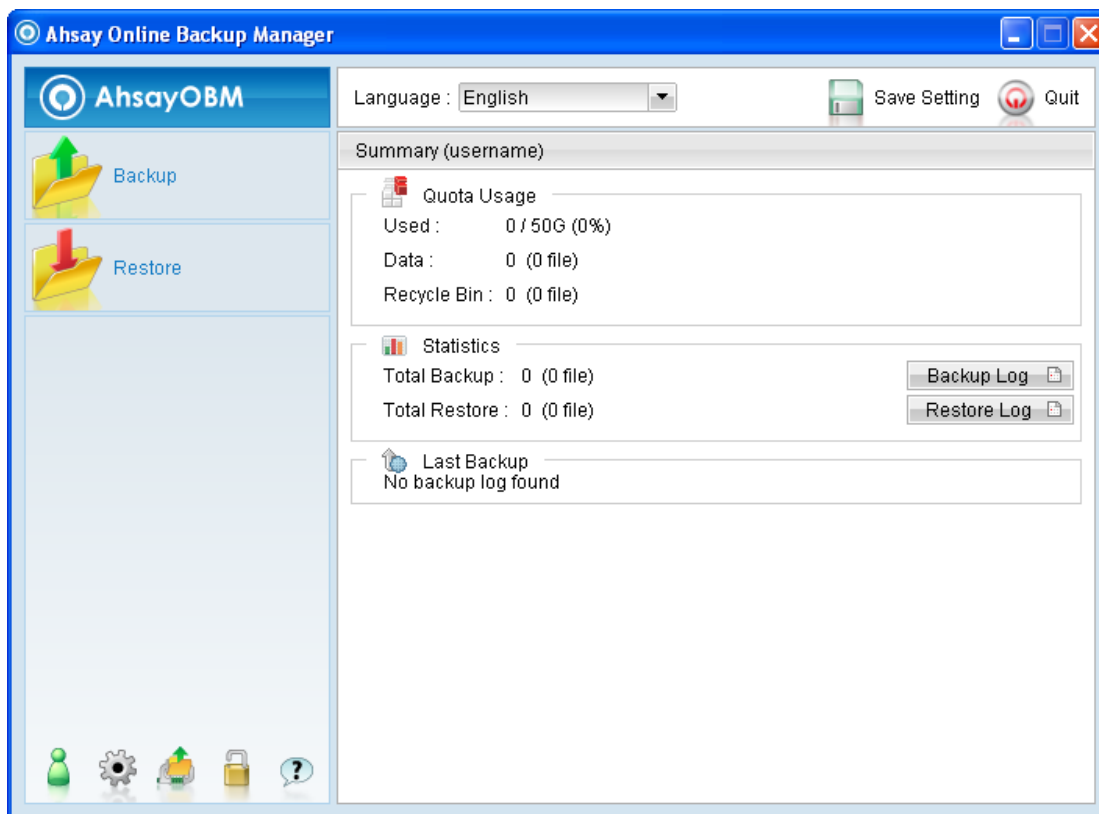 Ahsay Online Backup Manager
AhsayOBM
Language : English
Save Setting
Quit
Backup
Restore
Summary (username)
Quota Usage
Used : 0 / 50G (0%)
Data : 0 (0 file)
Recycle Bin : 0 (0 file)
Statistics
Total Backup : 0 (0 file)
Backup Log
Total Restore : 0 (0 file)
Restore Log
Last Backup
No backup log found
?